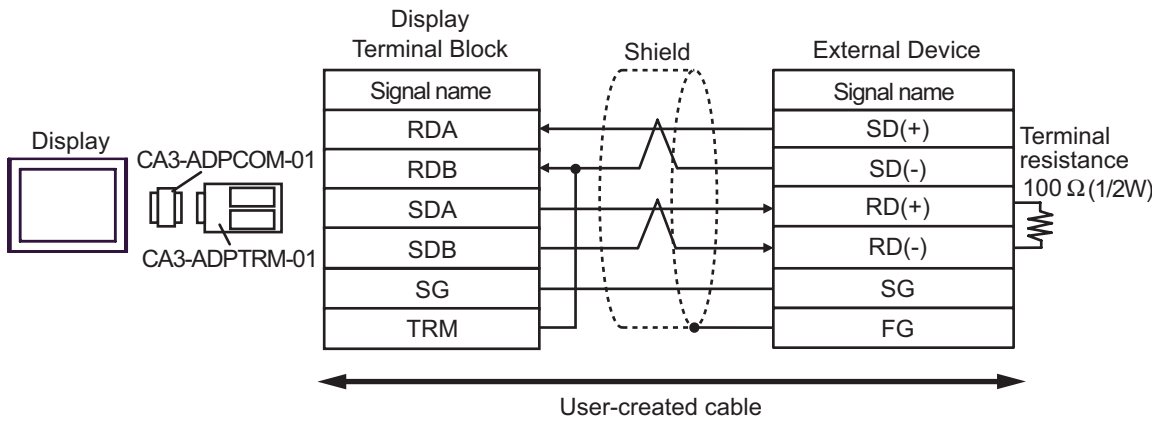 Display
Terminal Block
Shield
External Device
Signal name
Signal name
RDA
SD(+)
RDB
SD(-)
SDA
RD(+)
SDB
RD(-)
SG
SG
TRM
FG
Display
CA3-ADPCOM-01
CA3-ADPTRM-01
Terminal
resistance
100 Ω (1/2W)
User-created cable